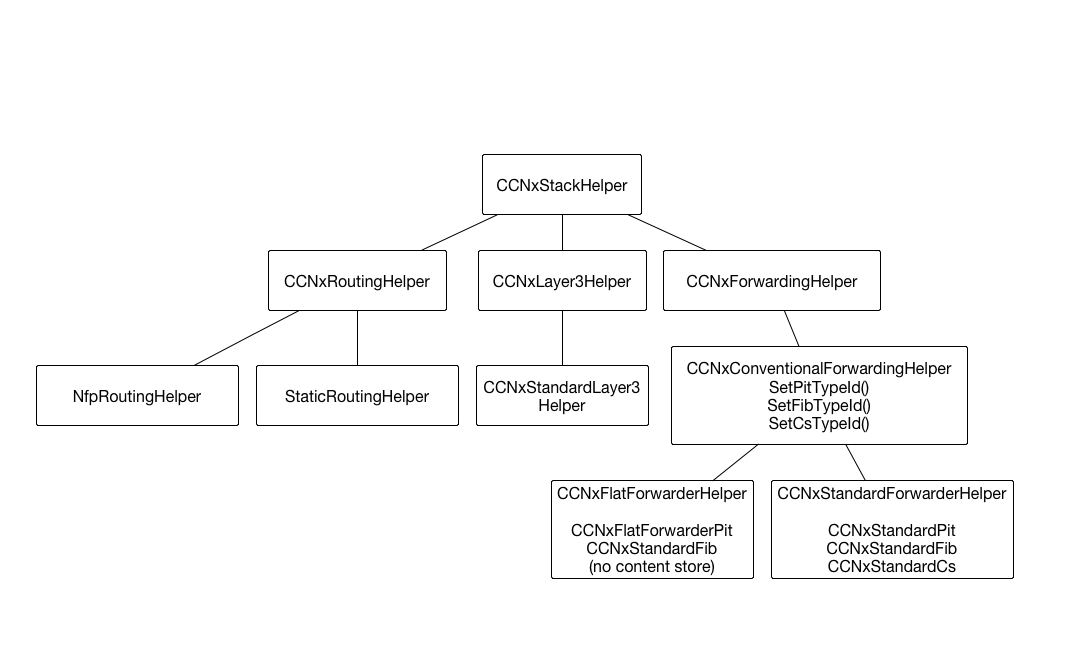 CCNxStackHelper
CCNxRoutingHelper
CCNxLayer3Helper
CCNxForwardingHelper
NfpRoutingHelper
StaticRoutingHelper
CCNxStandardLayer3
Helper
CCNxConventionalForwardingHelper
SetPitTypeId()
SetFibTypeId()
SetCsTypeId()
CCNxFlatForwarderHelper
CCNxFlatForwarderPit
CCNxStandardFib
(no content store)
CCNxStandardForwarderHelper
CCNxStandardPit
CCNxStandardFib
CCNxStandardCs